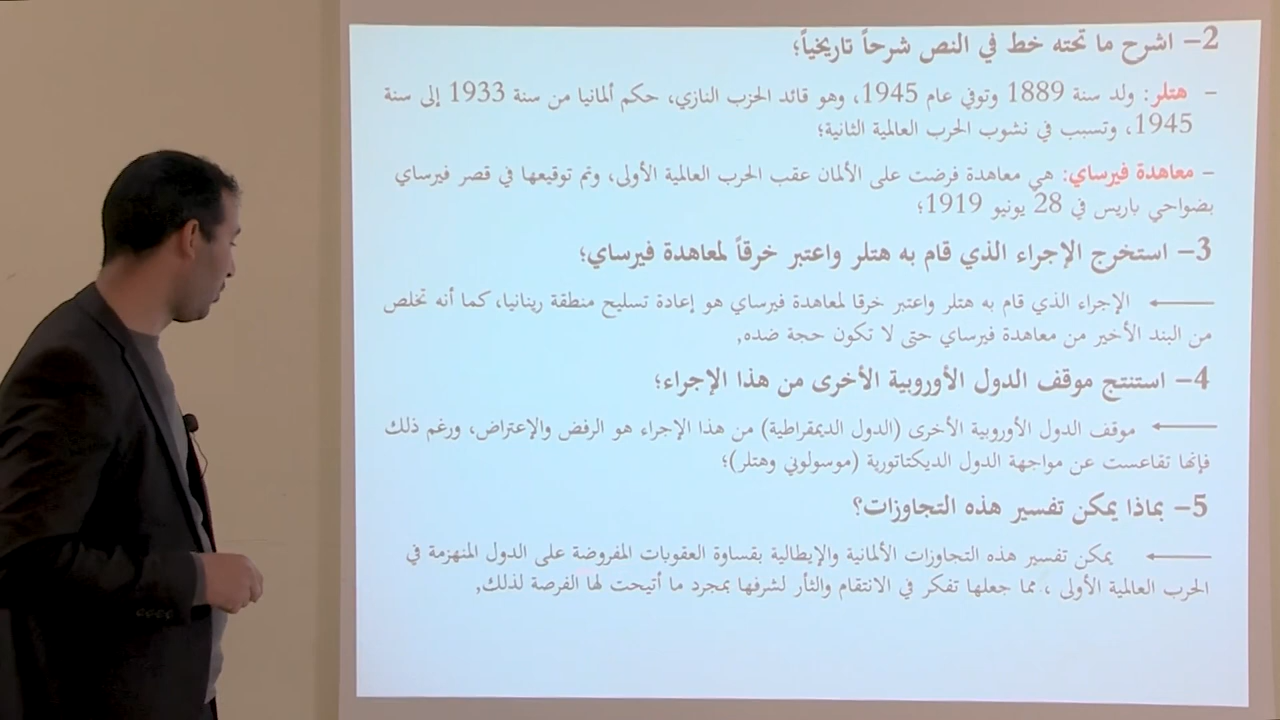 2- اشرح ما تحته خط في النص شرحاً تاريخياً؛
- هتلر: ولد سنة 1889 وتوفي عام 1945، وهو قائد الحزب النازي، حكم ألمانيا من سنة 1933 إلى سنة
1945، وتسبب في نشوب الحرب العالمية الثانية؛
- معاهدة فيرساي: هي معاهدة فرضت على الألمان عقب الحرب العالمية الأولى، وتم توقيعها في قصر فيرساي
بضواحي باريس في 28 يونيو 1919؛
3- استخرج الإجراء الذي قام به هتلر واعتبر خرقاً لمعاهدة فيرساي؛
الإجراء الذي قام به هتلر واعتبر خرقا لمعاهدة فيرساي هو إعادة تسليح منطقة رينانيا، كما أنه تخلص
من البند الأخير من معاهدة فيرساي حتى لا تكون حجة ضده,
4- استنتج موقف الدول الأوروبية الأخرى من هذا الإجراء؛
موقف الدول الأوروبية الأخرى (الدول الديمقراطية) من هذا الإجراء هو الرفض والإعتراض، ورغم ذلك
فإنها تقاعست عن مواجهة الدول الديكتاتورية (موسولوني وهتلر)؛
5- بماذا يمكن تفسير هذه التجاوزات؟
يمكن تفسير هذه التجاوزات الألمانية والإيطالية بقساوة العقوبات المفروضة على الدول المنهزمة في
الحرب العالمية الأولى ، مما جعلها تفكر في الانتقام والثأر لشرفها بمجرد ما أتيحت لها الفرصة لذلك,